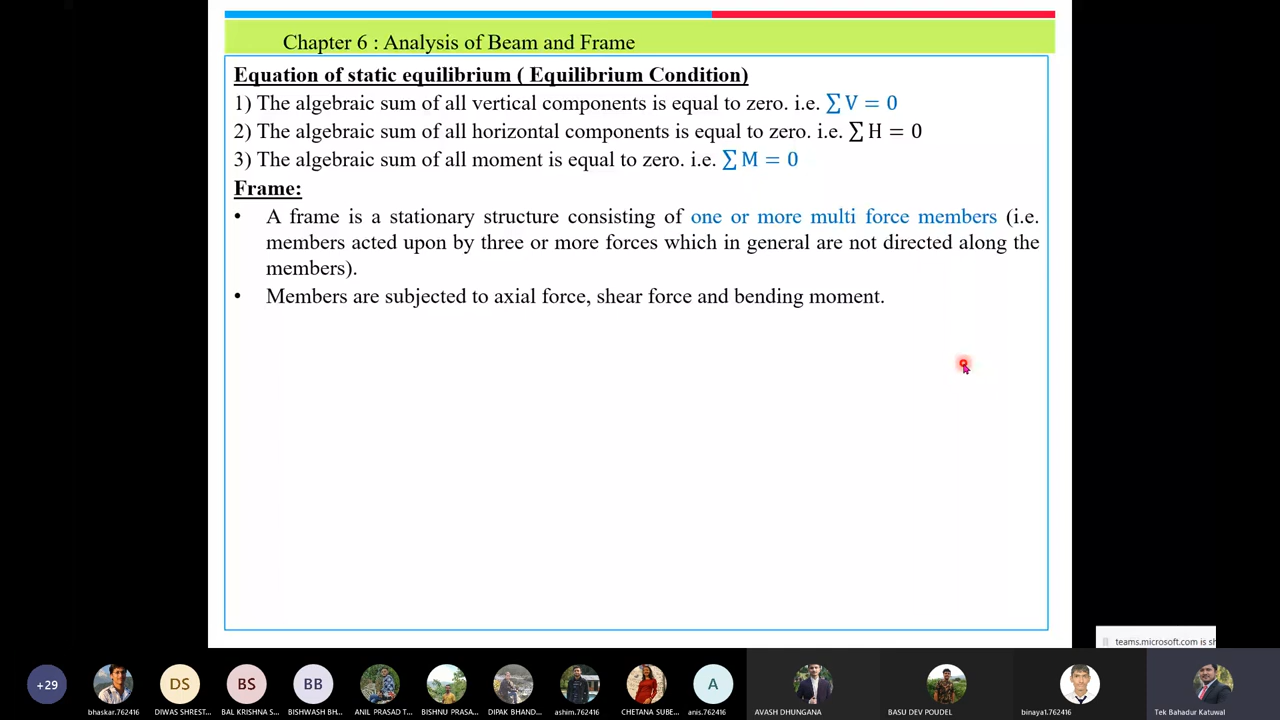 Chapter 6 : Analysis of Beam and Frame
Equation of static equilibrium ( Equilibrium Condition)
1) The algebraic sum of all vertical components is equal to zero. i.e. ∑ V = 0
2) The algebraic sum of all horizontal components is equal to zero. i.e. ∑ H = 0
3) The algebraic sum of all moment is equal to zero. i.e. ∑ M = 0
Frame:
• A frame is a stationary structure consisting of one or more multi force members (i.e.
members acted upon by three or more forces which in general are not directed along the
members).
• Members are subjected to axial force, shear force and bending moment.
teams.microsoft.com is sh
+29
DS
BS
BB
A
bhaskar.762416
DIWAS SHREST...
BAL KRISHNA S...
BISHWASH BH...
ANIL PRASAD T...
BISHNU PRASA...
DIPAK BHAND...
ashim.762416
CHETANA SUBE...
anis.762416
AVASH DHUNGANA
BASU DEV POUDEL
binaya1.762416
Tek Bahadur Katuwal